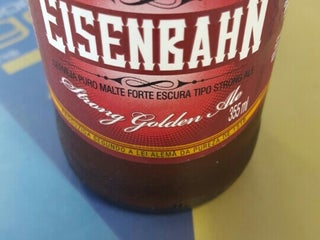 EISENBAHN
CERVEJA PURO MALTE FORTE ESCURA TIPO STRONG ALE
Strong Golden Ale
355 ml
SEGUNDO A LEI ALEMÃ DA PUREZA DE